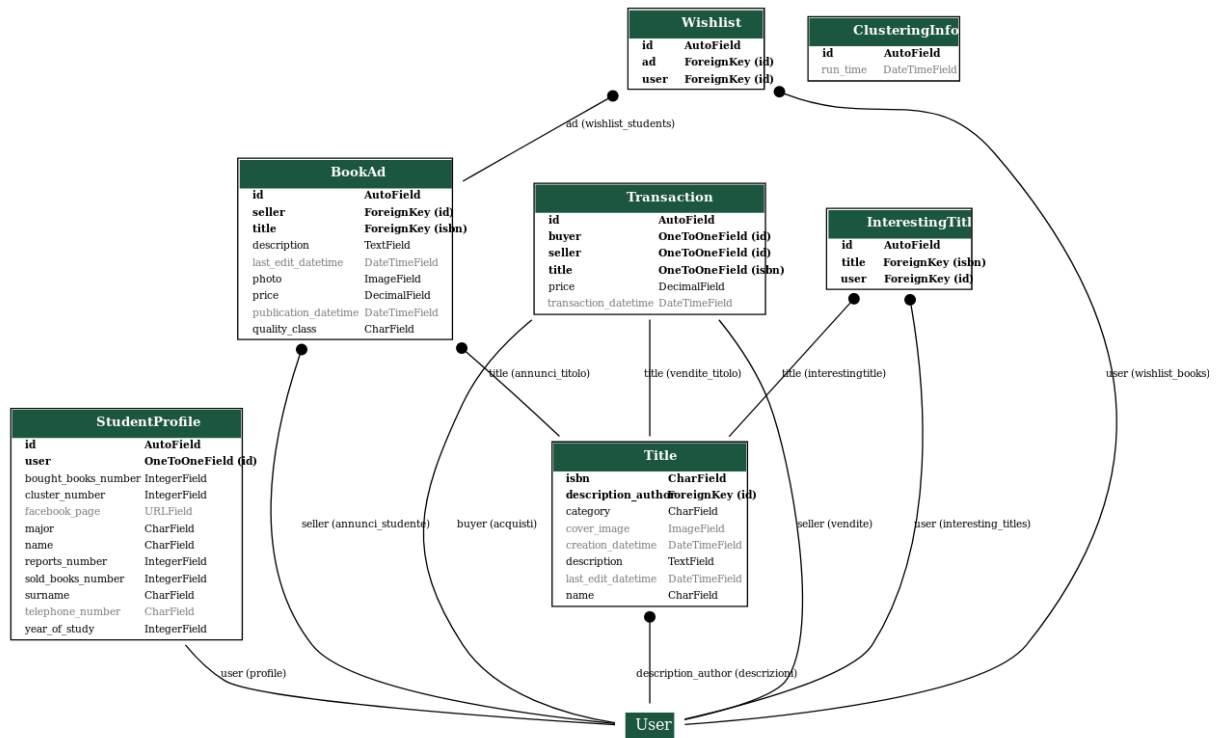 Wishlist
id AutoField
ad ForeignKey (id)
user ForeignKey (id)
ClusteringInfo
id AutoField
run_time DateTimeField
ad (wishlist_students)
BookAd
id AutoField
seller ForeignKey (id)
title ForeignKey (isbn)
description TextField
last_edit_datetime DateTimeField
photo ImageField
price DecimalField
publication_datetime DateTimeField
quality_class CharField
Transaction
id AutoField
buyer OneToOneField (id)
seller OneToOneField (id)
title OneToOneField (isbn)
price DecimalField
transaction_datetime DateTimeField
InterestingTitl
id AutoField
title ForeignKey (isbn)
user ForeignKey (id)
title (annunci_titolo)
title (vendite_titolo)
title (interestingtitle)
user (wishlist_books)
StudentProfile
id AutoField
user OneToOneField (id)
bought_books_number IntegerField
cluster_number IntegerField
facebook_page URLField
major CharField
name CharField
reports_number IntegerField
sold_books_number IntegerField
surname CharField
telephone_number CharField
year_of_study IntegerField
Title
isbn CharField
description_author ForeignKey (id)
category CharField
cover_image ImageField
creation_datetime DateTimeField
description TextField
last_edit_datetime DateTimeField
name CharField
seller (annunci_studente)
buyer (acquisti)
seller (vendite)
user (interesting_titles)
user (profile)
description_author (descrizioni)
User